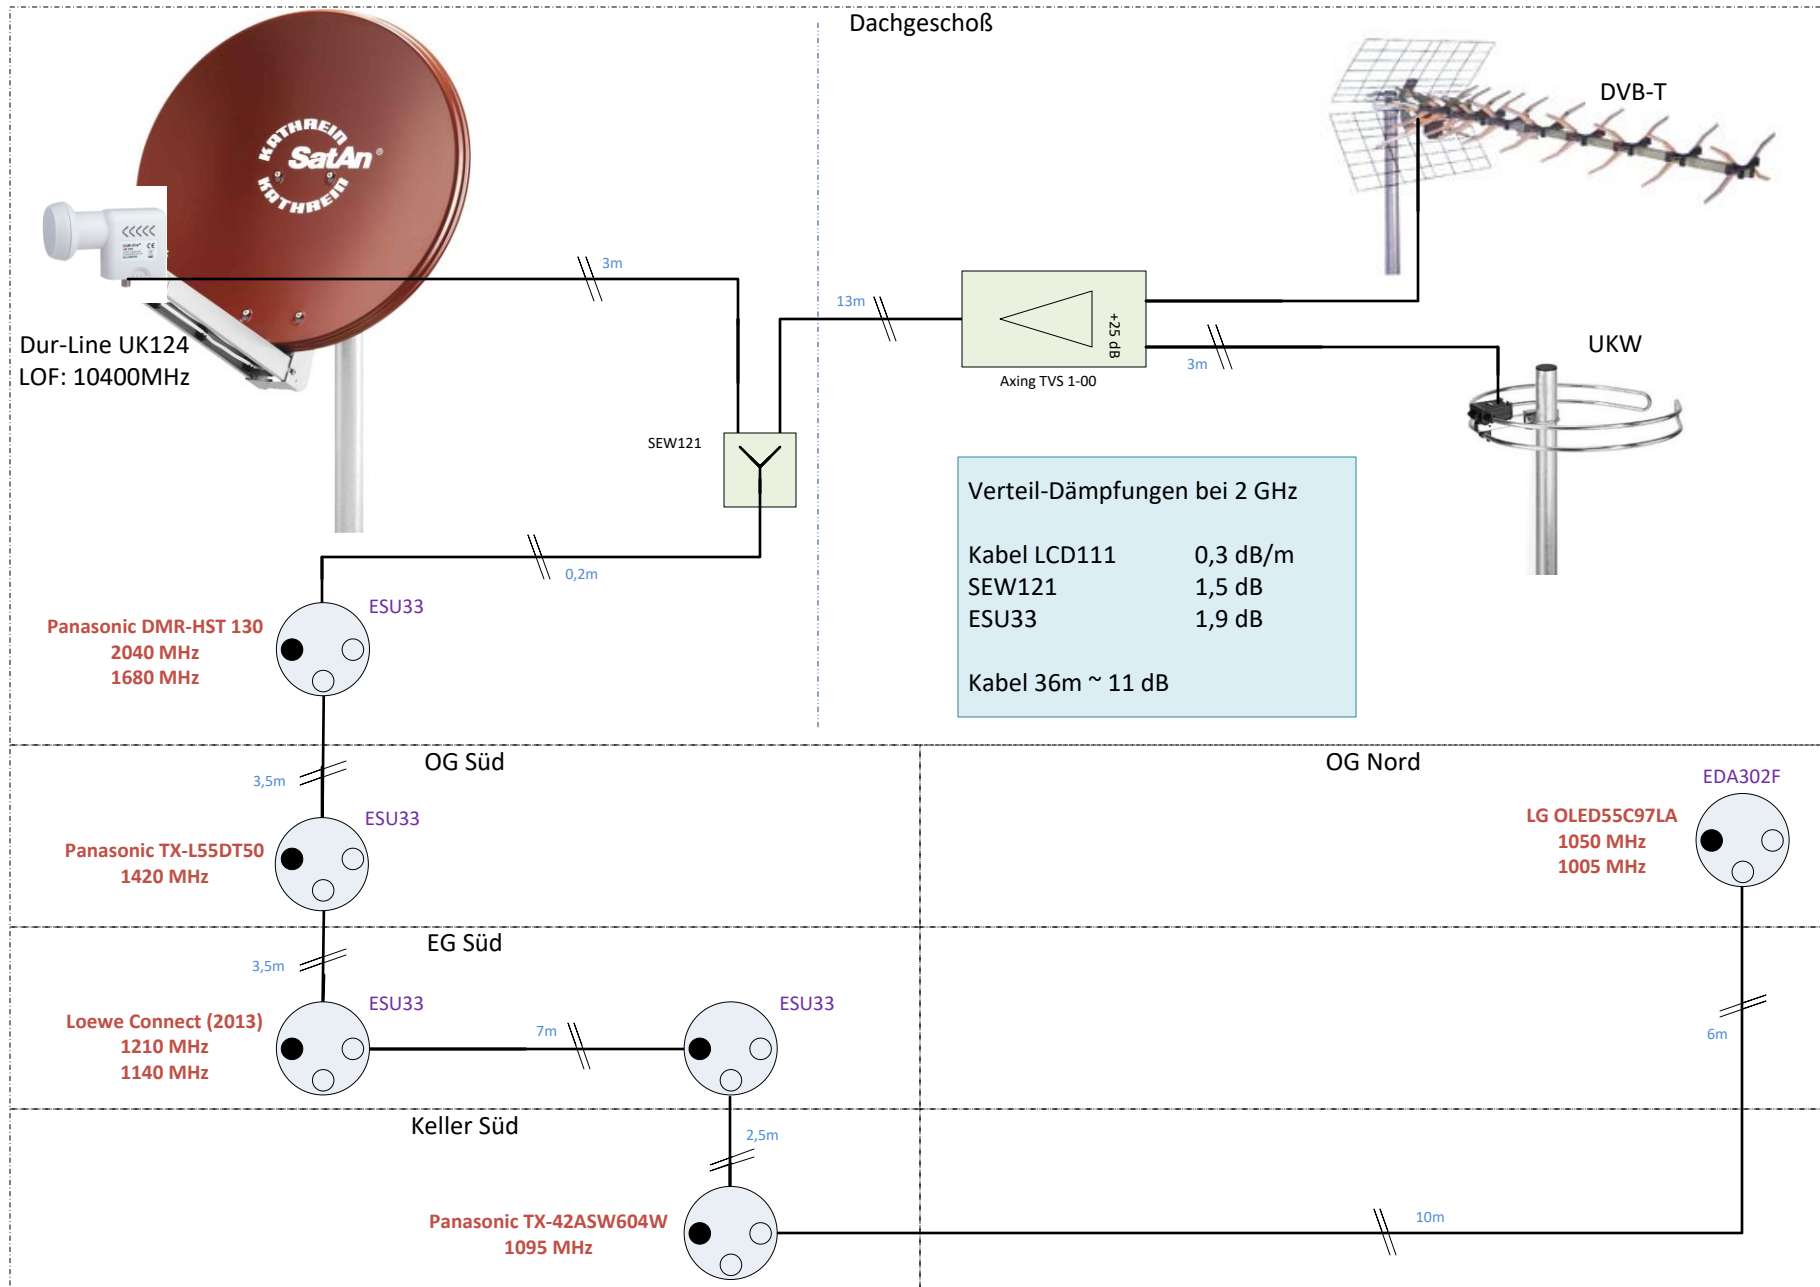 Dachgeschoß
KATHREIN
SatAn®
KATHREIN
DVB-T
3m
13m
+25 dB
Axing TVS 1-00
3m
UKW
Dur-Line UK124
LOF: 10400MHz
SEW121
0,2m
Verteil-Dämpfungen bei 2 GHz
Kabel LCD111 0,3 dB/m
SEW121 1,5 dB
ESU33 1,9 dB
Kabel 36m ~ 11 dB
ESU33
Panasonic DMR-HST 130
2040 MHz
1680 MHz
OG Süd
3,5m
ESU33
Panasonic TX-L55DT50
1420 MHz
OG Nord
EDA302F
LG OLED55C97LA
1050 MHz
1005 MHz
EG Süd
3,5m
ESU33
Loewe Connect (2013)
1210 MHz
1140 MHz
7m
ESU33
6m
Keller Süd
2,5m
Panasonic TX-42ASW604W
1095 MHz
10m